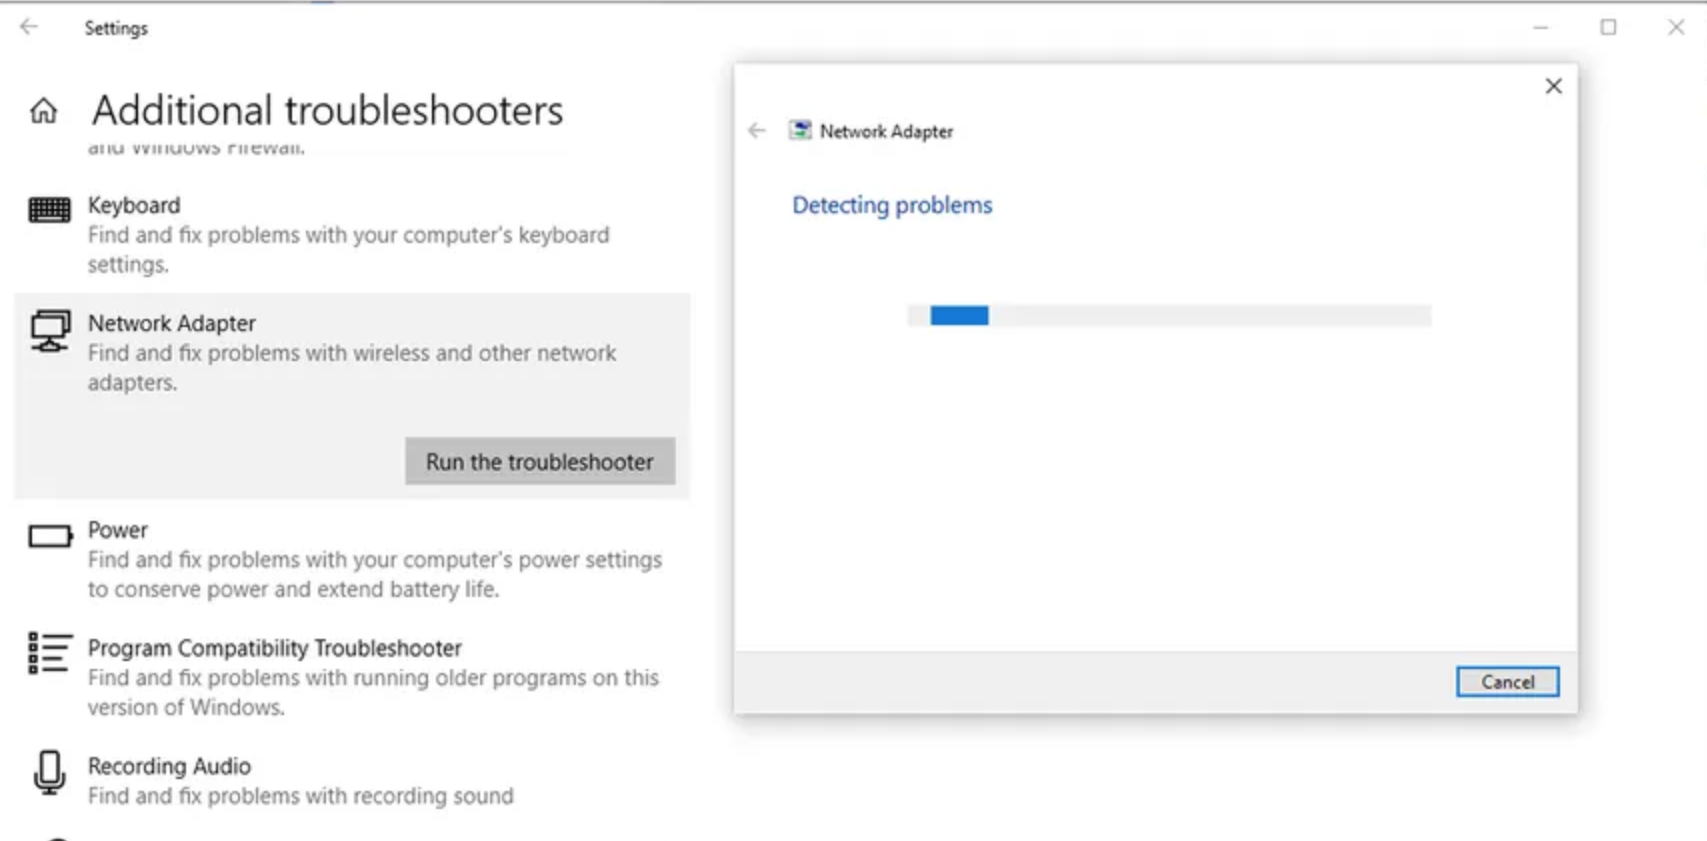 Settings
Additional troubleshooters
and Windows Firewall.
Keyboard
Find and fix problems with your computer's keyboard
settings.
Network Adapter
Find and fix problems with wireless and other network
adapters.
Run the troubleshooter
Power
Find and fix problems with your computer's power settings
to conserve power and extend battery life.
Program Compatibility Troubleshooter
Find and fix problems with running older programs on this
version of Windows.
Recording Audio
Find and fix problems with recording sound
Network Adapter
Detecting problems
Cancel